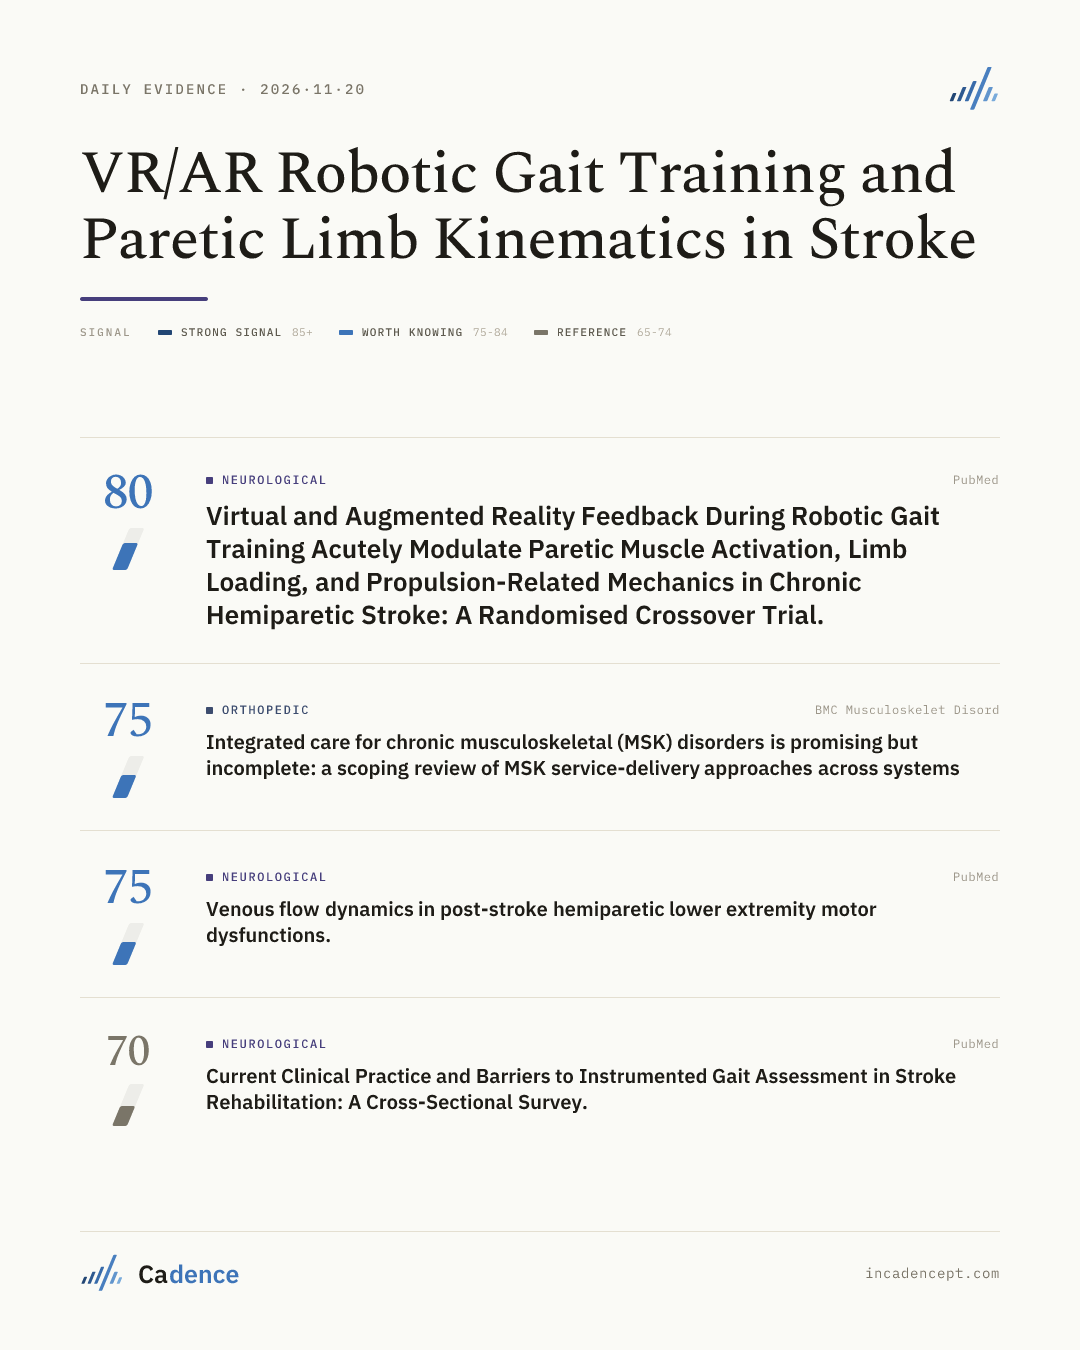 DAILY EVIDENCE · 2026·11·20
VR/AR Robotic Gait Training and
Paretic Limb Kinematics in Stroke
SIGNAL STRONG SIGNAL 85+ WORTH KNOWING 75-84 REFERENCE 65-74
80
NEUROLOGICAL PubMed
Virtual and Augmented Reality Feedback During Robotic Gait
Training Acutely Modulate Paretic Muscle Activation, Limb
Loading, and Propulsion-Related Mechanics in Chronic
Hemiparetic Stroke: A Randomised Crossover Trial.
75
ORTHOPEDIC BMC Musculoskelet Disord
Integrated care for chronic musculoskeletal (MSK) disorders is promising but
incomplete: a scoping review of MSK service-delivery approaches across systems
75
NEUROLOGICAL PubMed
Venous flow dynamics in post-stroke hemiparetic lower extremity motor
dysfunctions.
70
NEUROLOGICAL PubMed
Current Clinical Practice and Barriers to Instrumented Gait Assessment in Stroke
Rehabilitation: A Cross-Sectional Survey.
Cadence incadencept.com